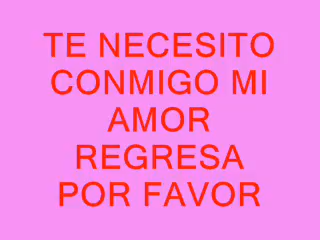 TE NECESITO
CONMIGO MI
AMOR
REGRESA
POR FAVOR